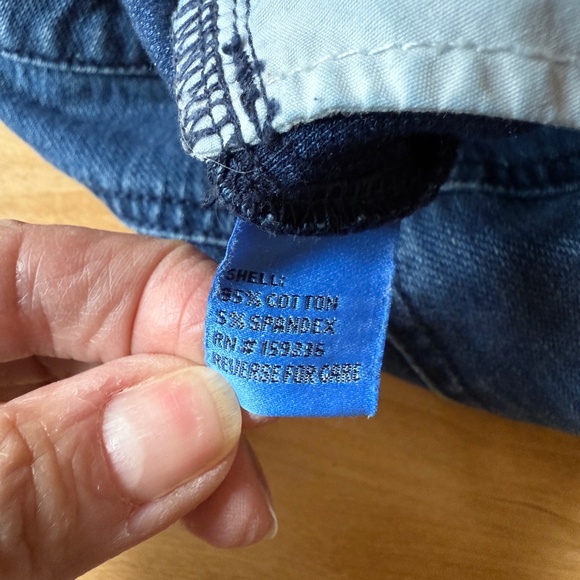 SHELL:
95% COTTON
5% SPANDEX
RN # 159336
REVERSE FOR CARE